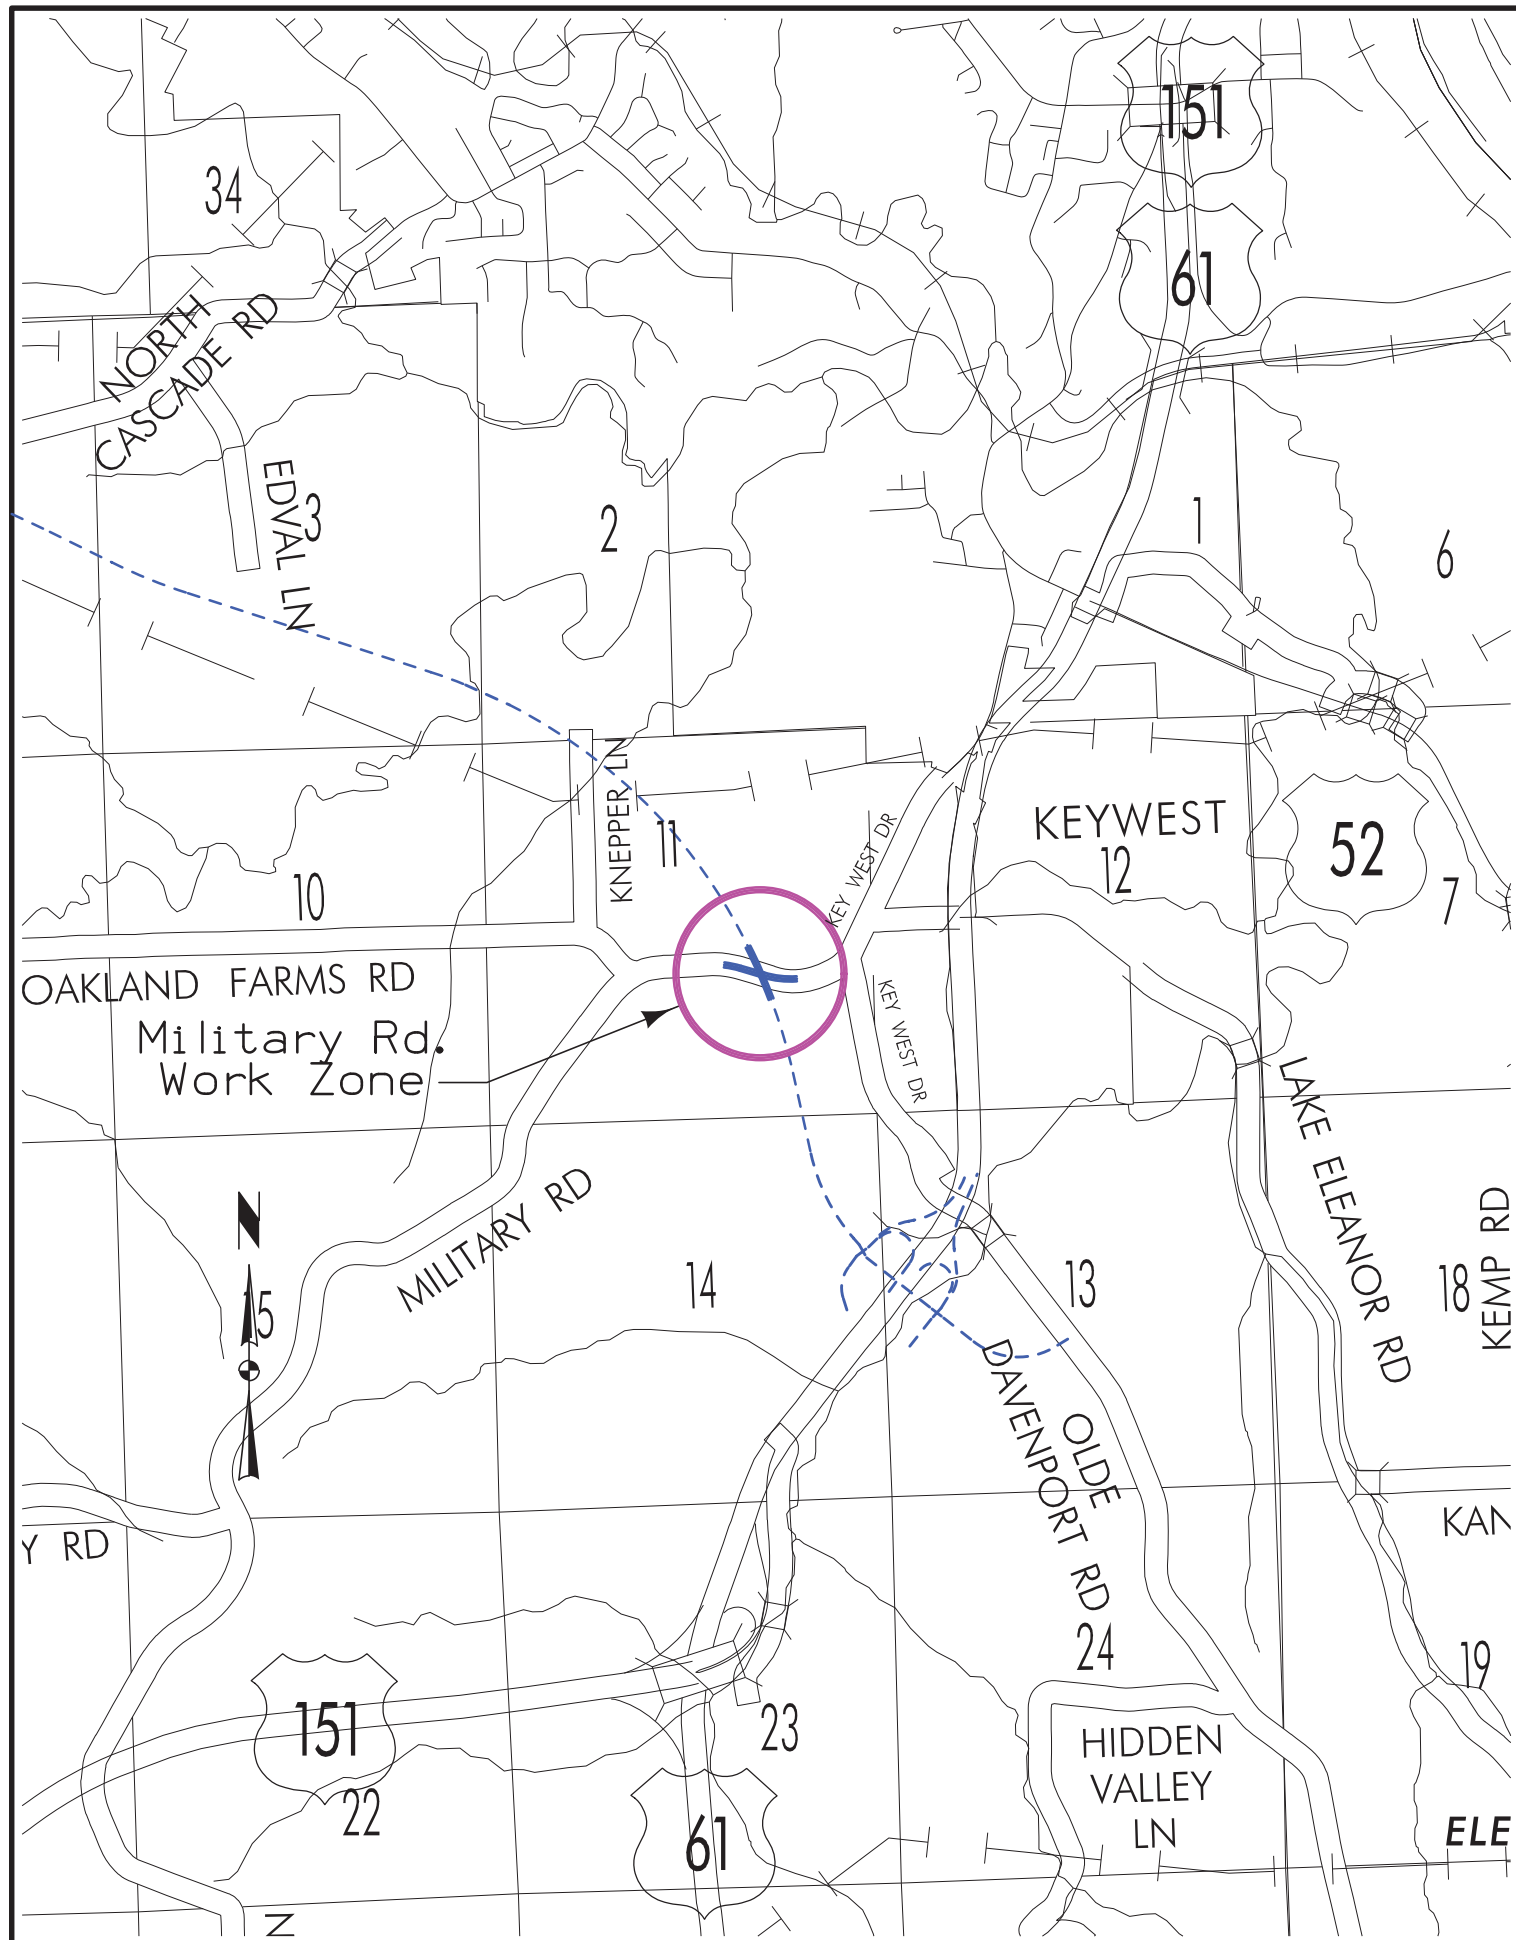 151
34
61
NORTH
CASCADE RD
EDVAL LN
3
2
1
6
KNEPPER LN
11
KEY WEST DR
KEYWEST
12
52
7
10
OAKLAND FARMS RD
Military Rd.
Work Zone
KEY WEST DR
LAKE ELEANOR RD
MILITARY RD
N
15
14
13
18
KEMP RD
OLDE
DAVENPORT RD
Y RD
KAN
24
19
151
23
22
61
HIDDEN
VALLEY
LN
ELE
N